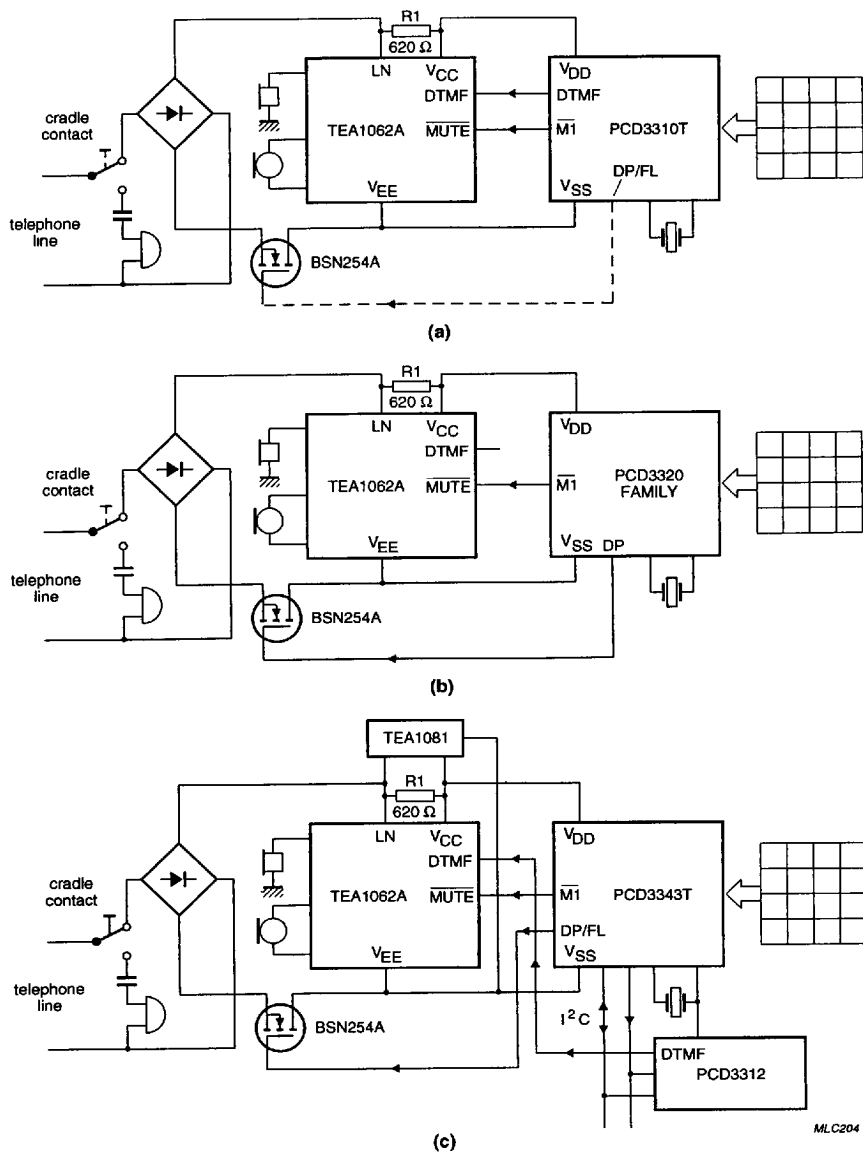 R1
620 Ω
LN
VCC
VDD
DTMF
DTMF
cradle
contact
TEA1062A
MUTE
M1
PCD3310T
VEE
VSS
DP/FL
telephone
line
BSN254A
(a)
R1
620 Ω
LN
VCC
VDD
DTMF
cradle
contact
TEA1062A
MUTE
M1
PCD3320
FAMILY
VEE
VSS
DP
telephone
line
BSN254A
(b)
TEA1081
R1
620 Ω
LN
VCC
VDD
DTMF
cradle
contact
TEA1062A
MUTE
M1
PCD3343T
DP/FL
VEE
VSS
telephone
line
BSN254A
I²C
DTMF
PCD3312
MLC204
(c)